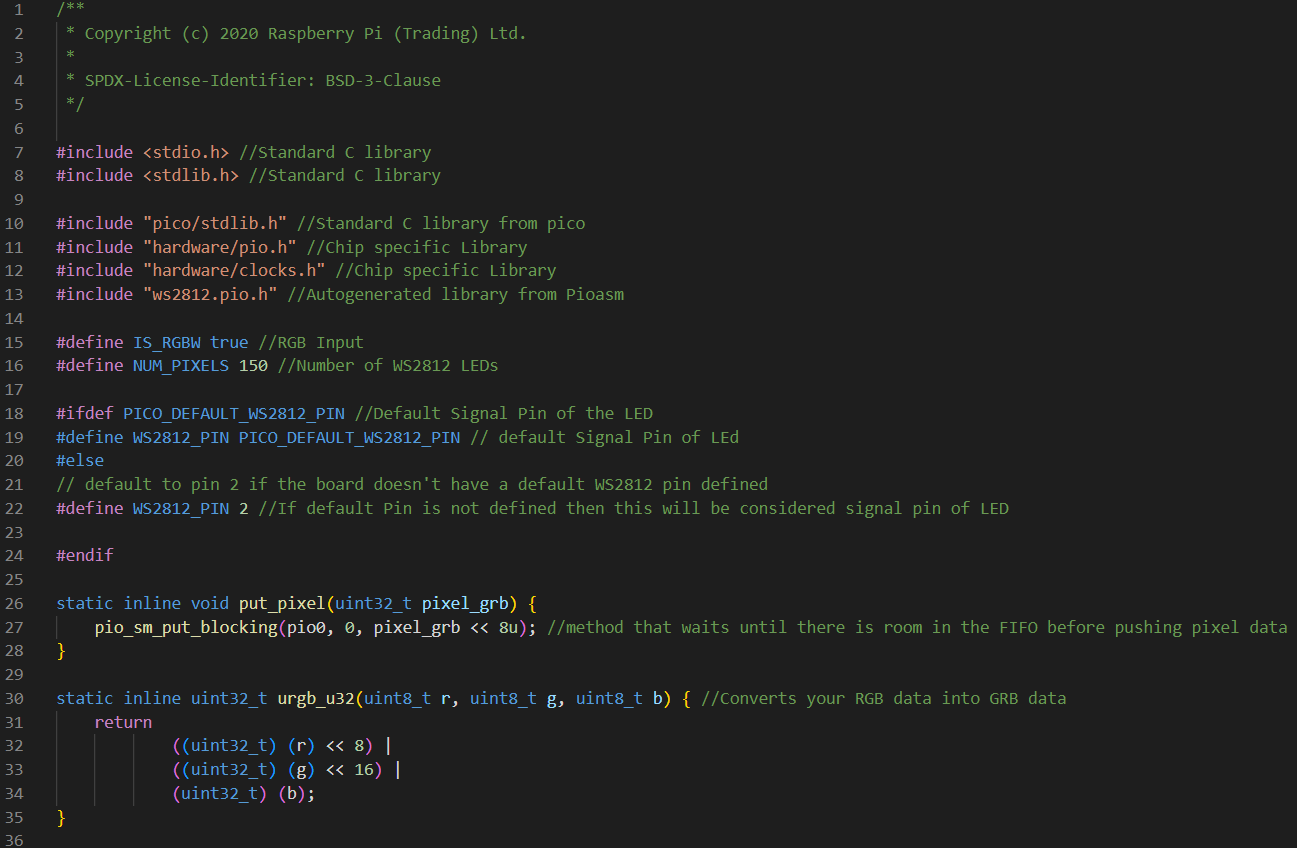 1 /**
2 * Copyright (c) 2020 Raspberry Pi (Trading) Ltd.
3 *
4 * SPDX-License-Identifier: BSD-3-Clause
5 */
6
7 #include <stdio.h> //Standard C library
8 #include <stdlib.h> //Standard C library
9
10 #include "pico/stdlib.h" //Standard C library from pico
11 #include "hardware/pio.h" //Chip specific Library
12 #include "hardware/clocks.h" //Chip specific Library
13 #include "ws2812.pio.h" //Autogenerated library from Pioasm
14
15 #define IS_RGBW true //RGB Input
16 #define NUM_PIXELS 150 //Number of WS2812 LEDs
17
18 #ifdef PICO_DEFAULT_WS2812_PIN //Default Signal Pin of the LED
19 #define WS2812_PIN PICO_DEFAULT_WS2812_PIN // default Signal Pin of LEd
20 #else
21 // default to pin 2 if the board doesn't have a default WS2812 pin defined
22 #define WS2812_PIN 2 //If default Pin is not defined then this will be considered signal pin of LED
23
24 #endif
25
26 static inline void put_pixel(uint32_t pixel_grb) {
27 pio_sm_put_blocking(pio0, 0, pixel_grb << 8u); //method that waits until there is room in the FIFO before pushing pixel data
28 }
29
30 static inline uint32_t urgb_u32(uint8_t r, uint8_t g, uint8_t b) { //Converts your RGB data into GRB data
31 return
32 ((uint32_t) (r) << 8) |
33 ((uint32_t) (g) << 16) |
34 (uint32_t) (b);
35 }
36